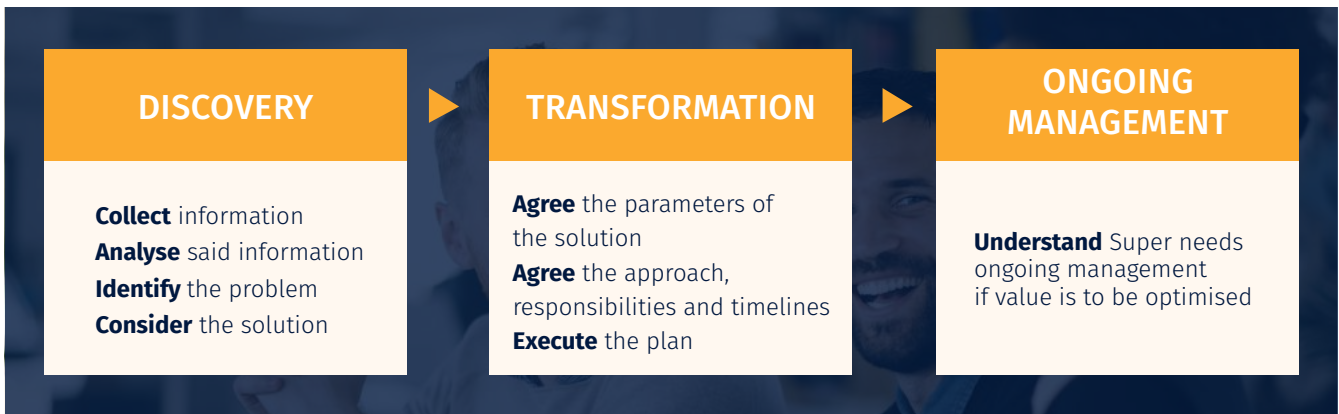 DISCOVERY
Collect information
Analyse said information
Identify the problem
Consider the solution
TRANSFORMATION
Agree the parameters of
the solution
Agree the approach,
responsibilities and timelines
Execute the plan
ONGOING
MANAGEMENT
Understand Super needs
ongoing management
if value is to be optimised